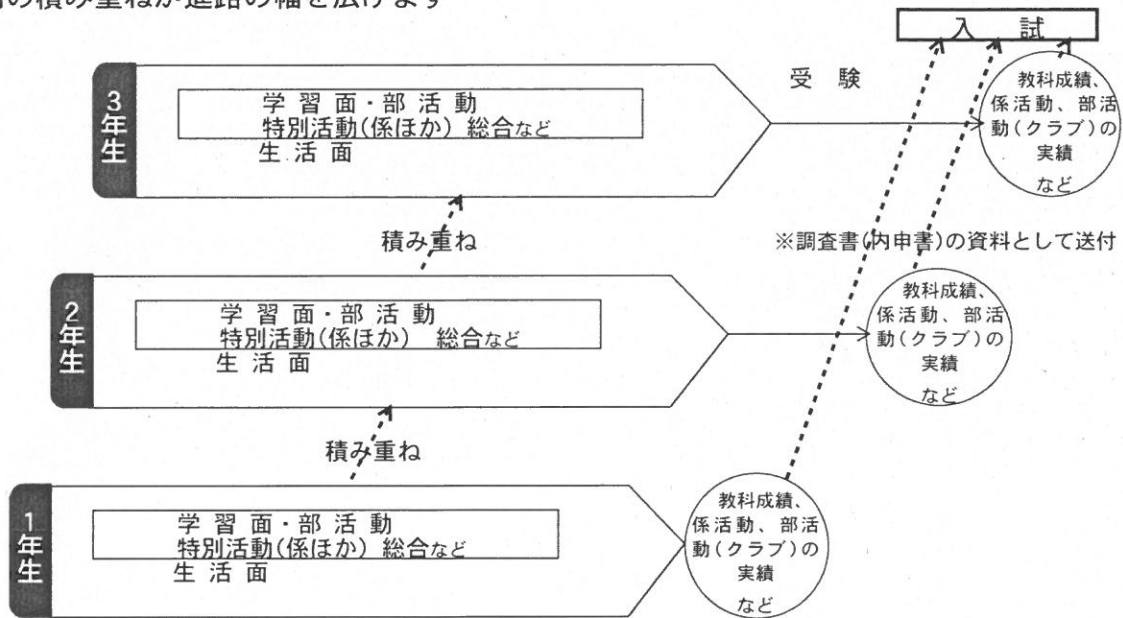 の積み重ねが進路の幅を広げます
入 試
3年生
学習面・部活動
特別活動(係ほか) 総合など
生活面
受 験
教科成績、
係活動、部活
動(クラブ)の
実績
など
積み重ね
※調査書(内申書)の資料として送付
2年生
学習面・部活動
特別活動(係ほか) 総合など
生活面
教科成績、
係活動、部活
動(クラブ)の
実績
など
積み重ね
1年生
学習面・部活動
特別活動(係ほか) 総合など
生活面
教科成績、
係活動、部活
動(クラブ)の
実績
など